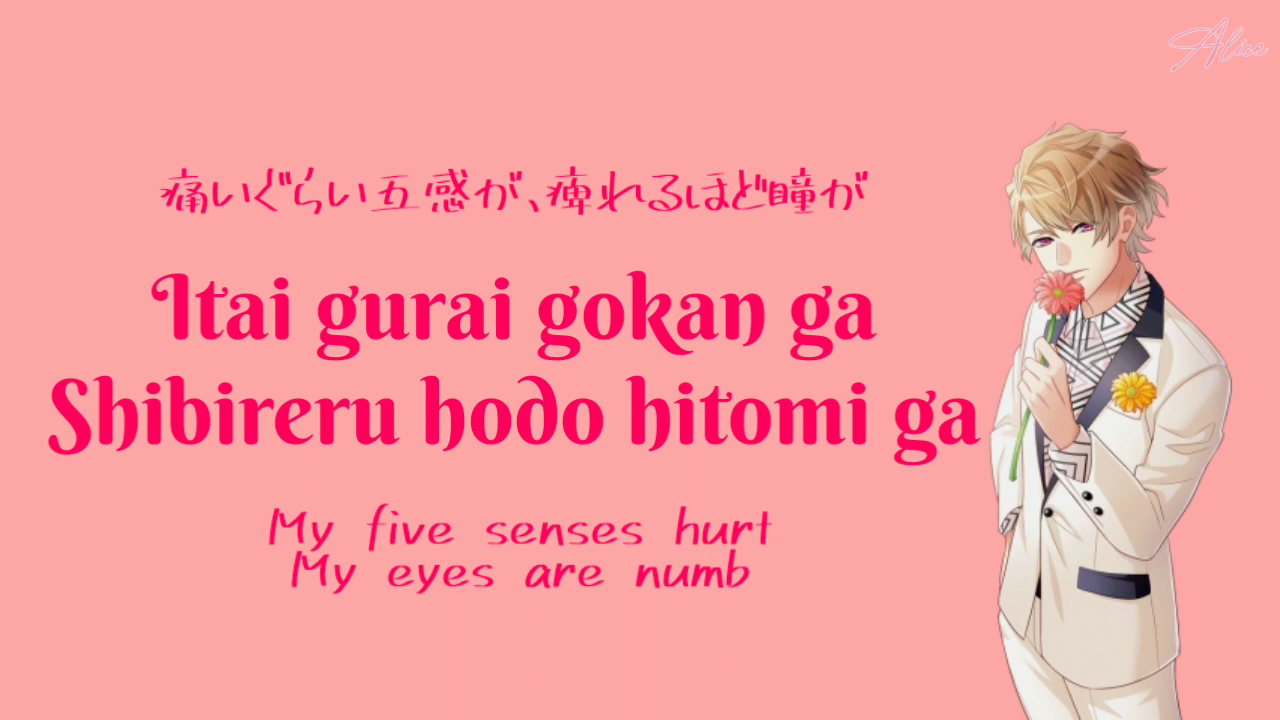 Alice
痛いぐらい五感が、痺れるほど瞳が
Itai gurai gokan ga
Shibireru hodo hitomi ga
My five senses hurt
My eyes are numb